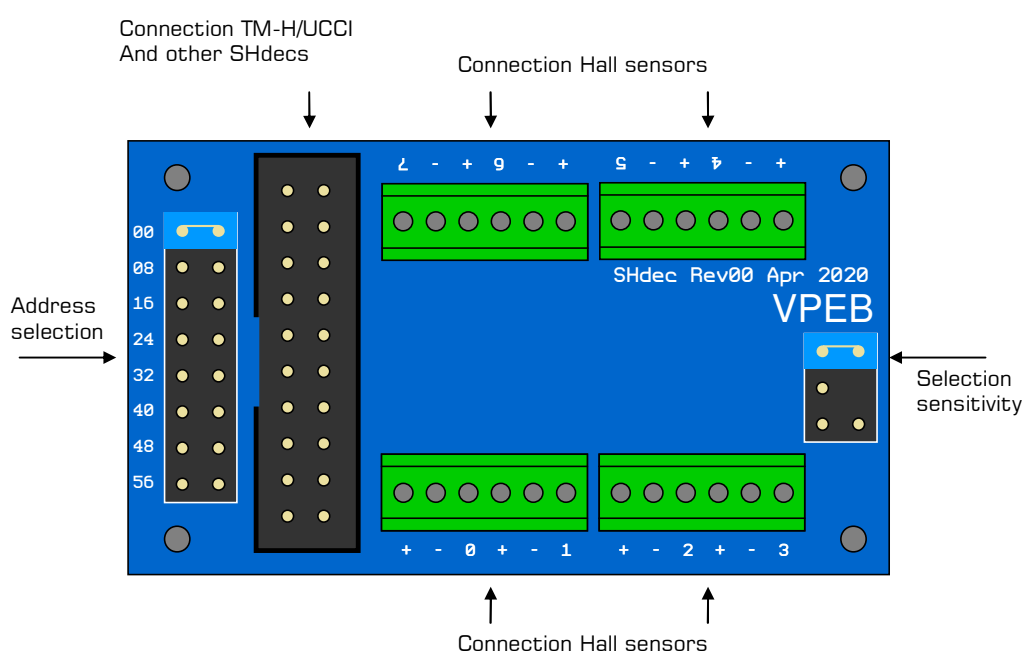 Connection TM-H/UCCI
And other SHdecs
Connection Hall sensors
7 - + 6 - + 5 - + 4 - +
00
08
16
24
32
40
48
56
SHdec Rev00 Apr 2020
VPEB
Address
selection
Selection
sensitivity
+ - 0 + - 1 + - 2 + - 3
Connection Hall sensors